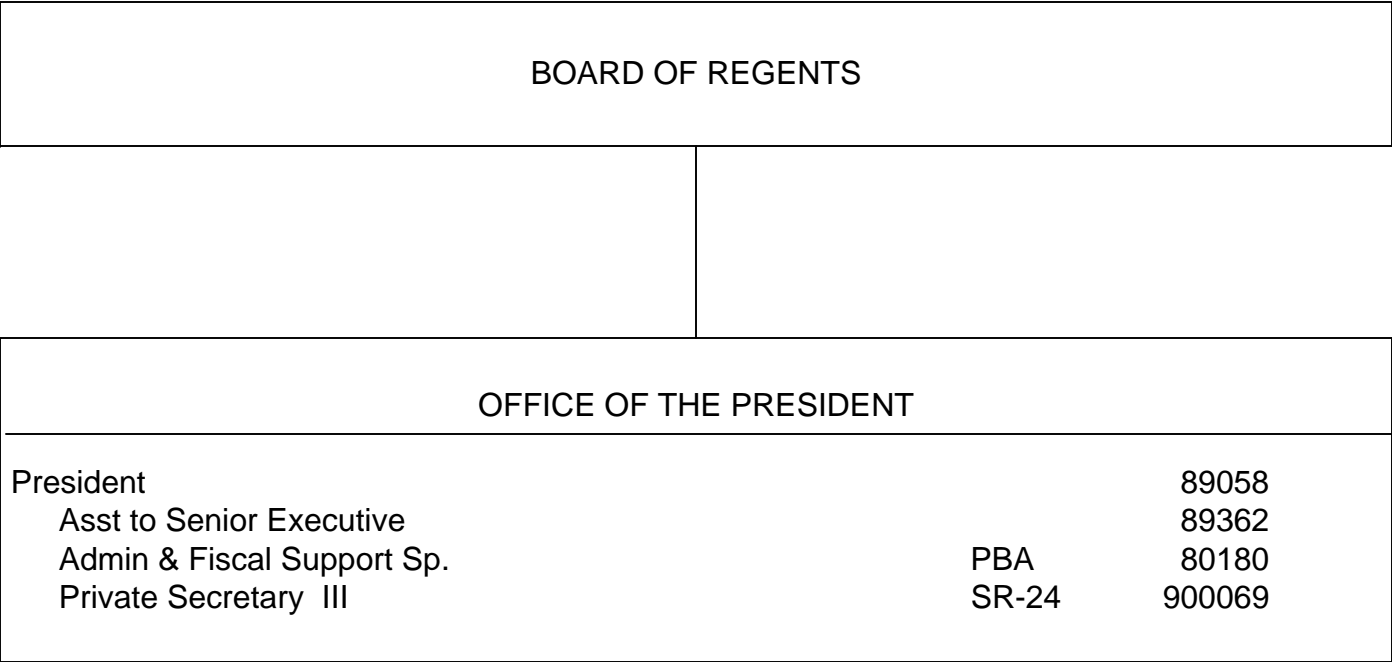 BOARD OF REGENTS
OFFICE OF THE PRESIDENT
President 89058
Asst to Senior Executive 89362
Admin & Fiscal Support Sp. PBA 80180
Private Secretary III SR-24 900069